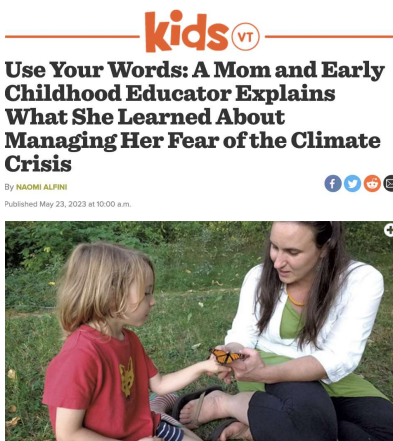 kids VT
Use Your Words: A Mom and Early
Childhood Educator Explains
What She Learned About
Managing Her Fear of the Climate
Crisis
By NAOMI ALFINI
Published May 23, 2023 at 10:00 a.m.